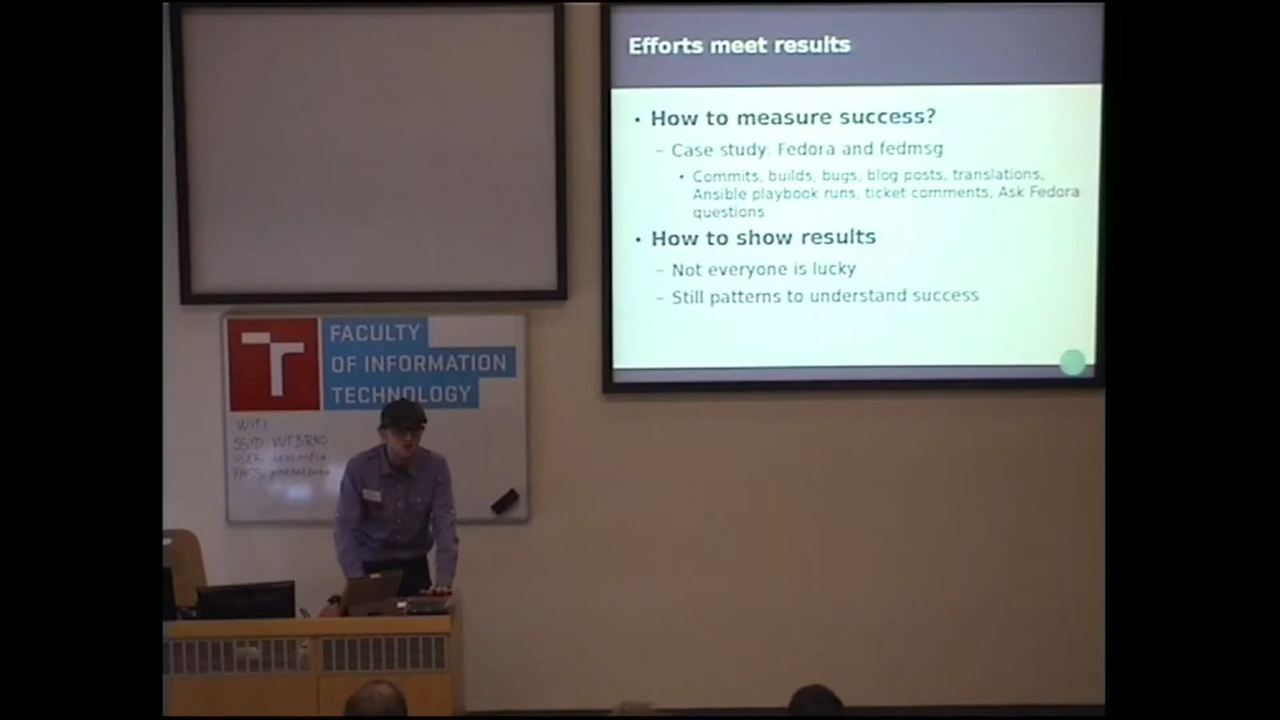 Efforts meet results
• How to measure success?
– Case study: Fedora and fedmsg
• Commits, builds, bugs, blog posts, translations,
Ansible playbook runs, ticket comments, Ask Fedora
questions
• How to show results
– Not everyone is lucky
– Still patterns to understand success
T
FACULTY
OF INFORMATION
TECHNOLOGY
WIFI
SSID
USER
PASS